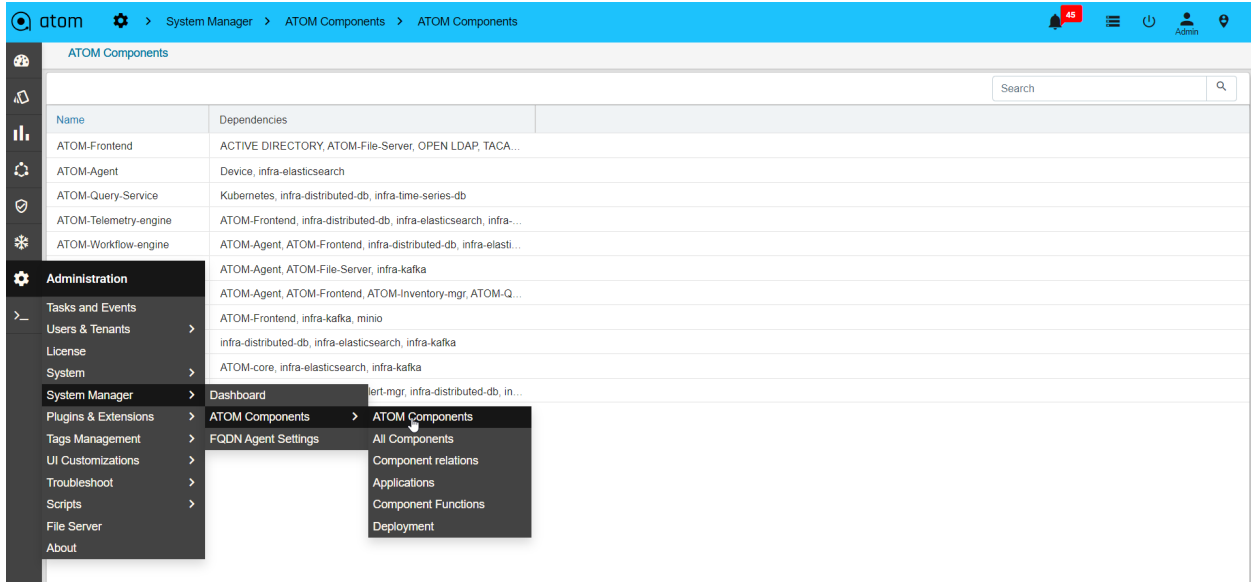 atom > System Manager > ATOM Components > ATOM Components 45 Admin
ATOM Components
Search
Name Dependencies
ATOM-Frontend ACTIVE DIRECTORY, ATOM-File-Server, OPEN LDAP, TACA...
ATOM-Agent Device, infra-elasticsearch
ATOM-Query-Service Kubernetes, infra-distributed-db, infra-time-series-db
ATOM-Telemetry-engine ATOM-Frontend, infra-distributed-db, infra-elasticsearch, infra-...
ATOM-Workflow-engine ATOM-Agent, ATOM-Frontend, infra-distributed-db, infra-elasti...
ATOM-Agent, ATOM-File-Server, infra-kafka
ATOM-Agent, ATOM-Frontend, ATOM-Inventory-mgr, ATOM-Q...
ATOM-Frontend, infra-kafka, minio
infra-distributed-db, infra-elasticsearch, infra-kafka
ATOM-core, infra-elasticsearch, infra-kafka
lert-mgr, infra-distributed-db, in...
Administration
Tasks and Events
Users & Tenants >
License
System >
System Manager >
Plugins & Extensions >
Tags Management >
UI Customizations >
Troubleshoot >
Scripts >
File Server
About
Dashboard
ATOM Components >
FQDN Agent Settings
ATOM Components
All Components
Component relations
Applications
Component Functions
Deployment